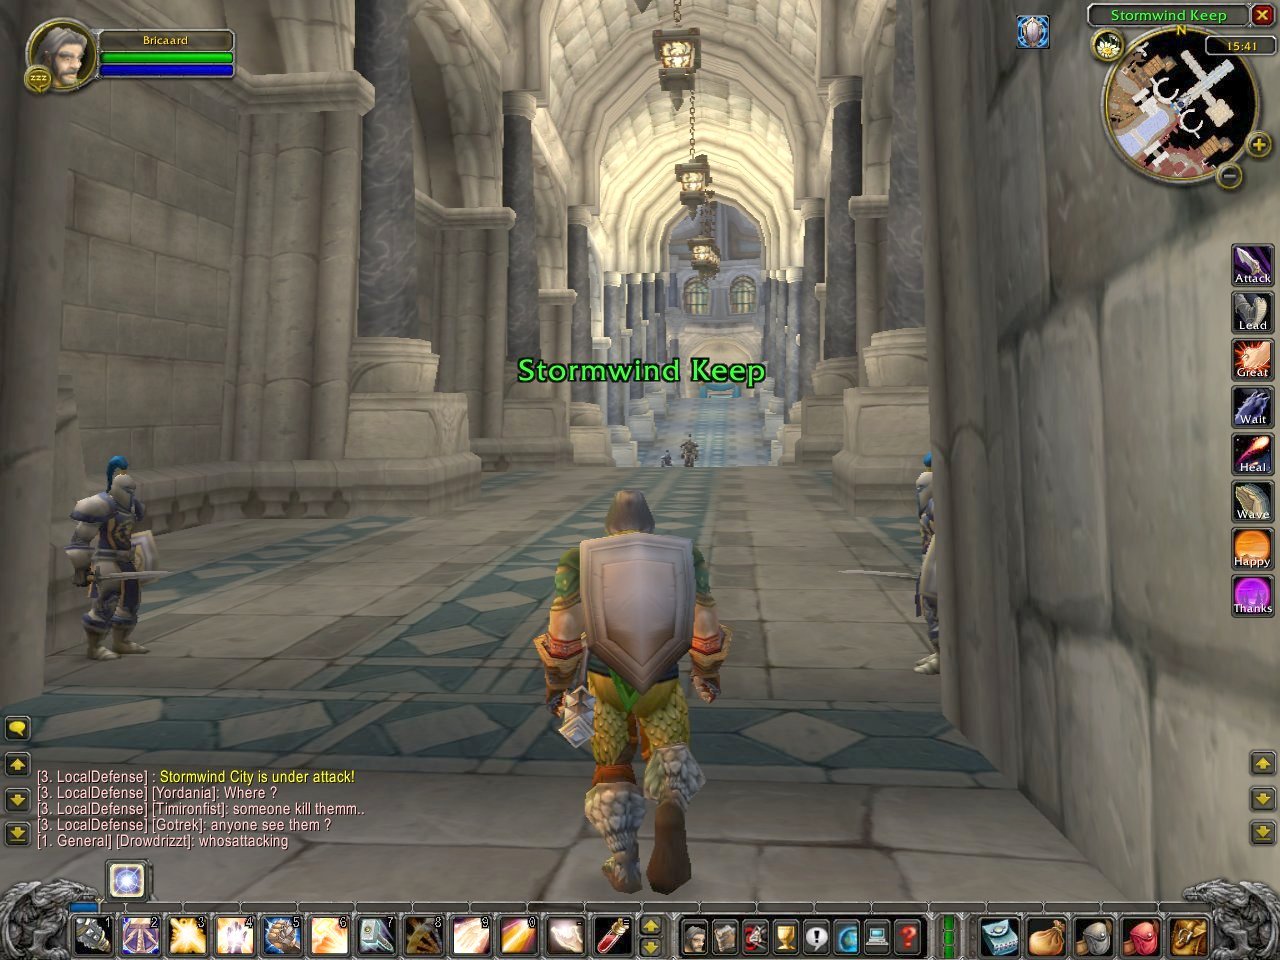 Bricaard
zzz
Stormwind Keep
N
15:41
Attack
Lead
Great
Wait
Heal
Wave
Happy
Thanks
Stormwind Keep
[3. LocalDefense] : Stormwind City is under attack!
[3. LocalDefense] [Yordania]: Where ?
[3. LocalDefense] [Timironfist]: someone kill themm..
[3. LocalDefense] [Gotrek]: anyone see them ?
[1. General] [Drowdrizzt]: whosattacking
1 2 3 4 5 6 7 8 9 0 - =